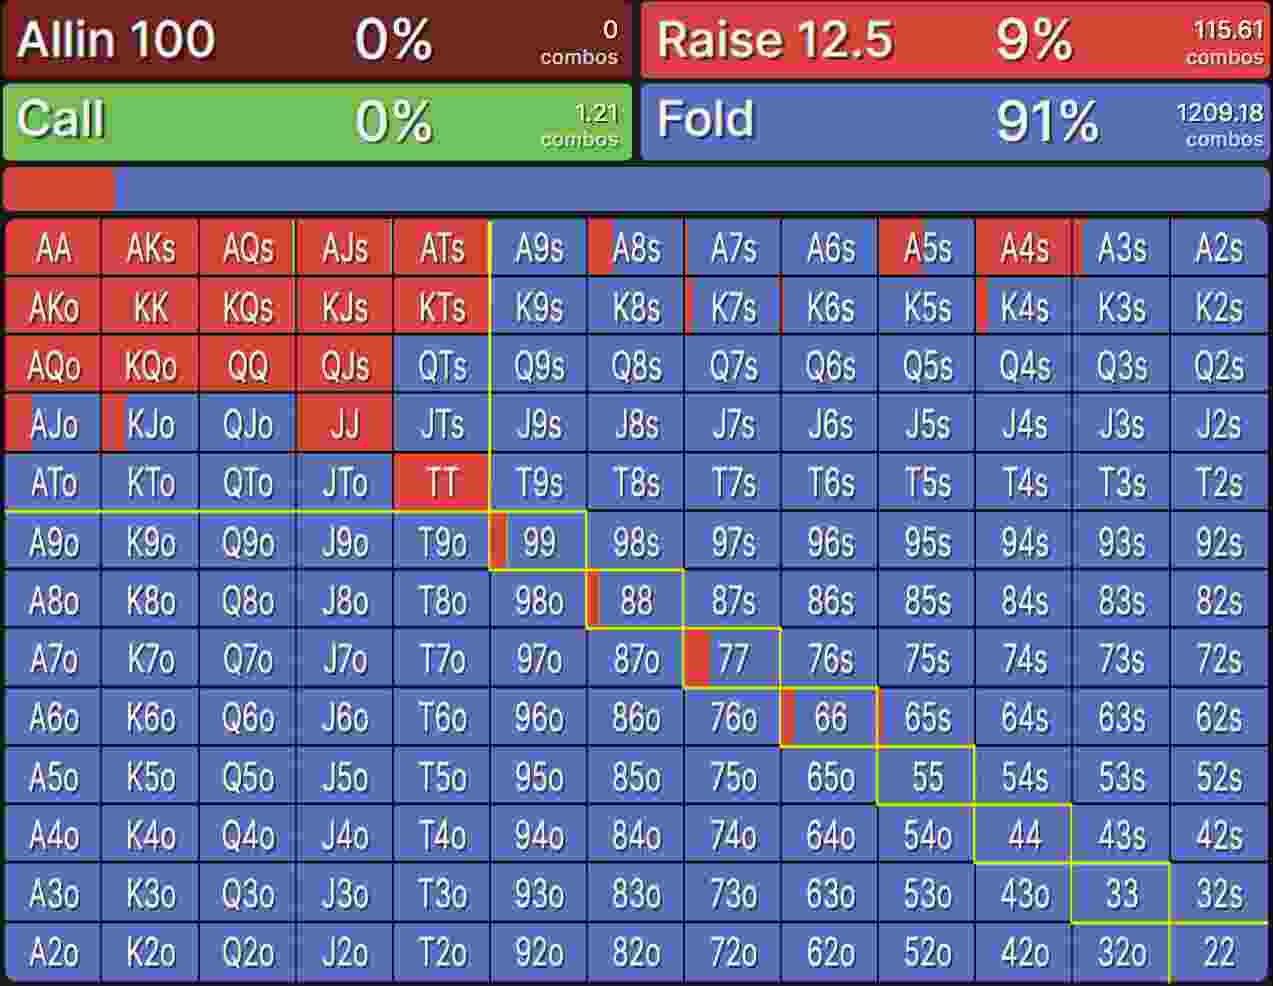 Allin 100 0% 0 combos
Raise 12.5 9% 115.61 combos
Call 0% 1.21 combos
Fold 91% 1209.18 combos
AA AKs AQs AJs ATs A9s A8s A7s A6s A5s A4s A3s A2s
AKo KK KQs KJs KTs K9s K8s K7s K6s K5s K4s K3s K2s
AQo KQo QQ QJs QTs Q9s Q8s Q7s Q6s Q5s Q4s Q3s Q2s
AJo KJo QJo JJ JTs J9s J8s J7s J6s J5s J4s J3s J2s
ATo KTo QTo JTo TT T9s T8s T7s T6s T5s T4s T3s T2s
A9o K9o Q9o J9o T9o 99 98s 97s 96s 95s 94s 93s 92s
A8o K8o Q8o J8o T8o 98o 88 87s 86s 85s 84s 83s 82s
A7o K7o Q7o J7o T7o 97o 87o 77 76s 75s 74s 73s 72s
A6o K6o Q6o J6o T6o 96o 86o 76o 66 65s 64s 63s 62s
A5o K5o Q5o J5o T5o 95o 85o 75o 65o 55 54s 53s 52s
A4o K4o Q4o J4o T4o 94o 84o 74o 64o 54o 44 43s 42s
A3o K3o Q3o J3o T3o 93o 83o 73o 63o 53o 43o 33 32s
A2o K2o Q2o J2o T2o 92o 82o 72o 62o 52o 42o 32o 22